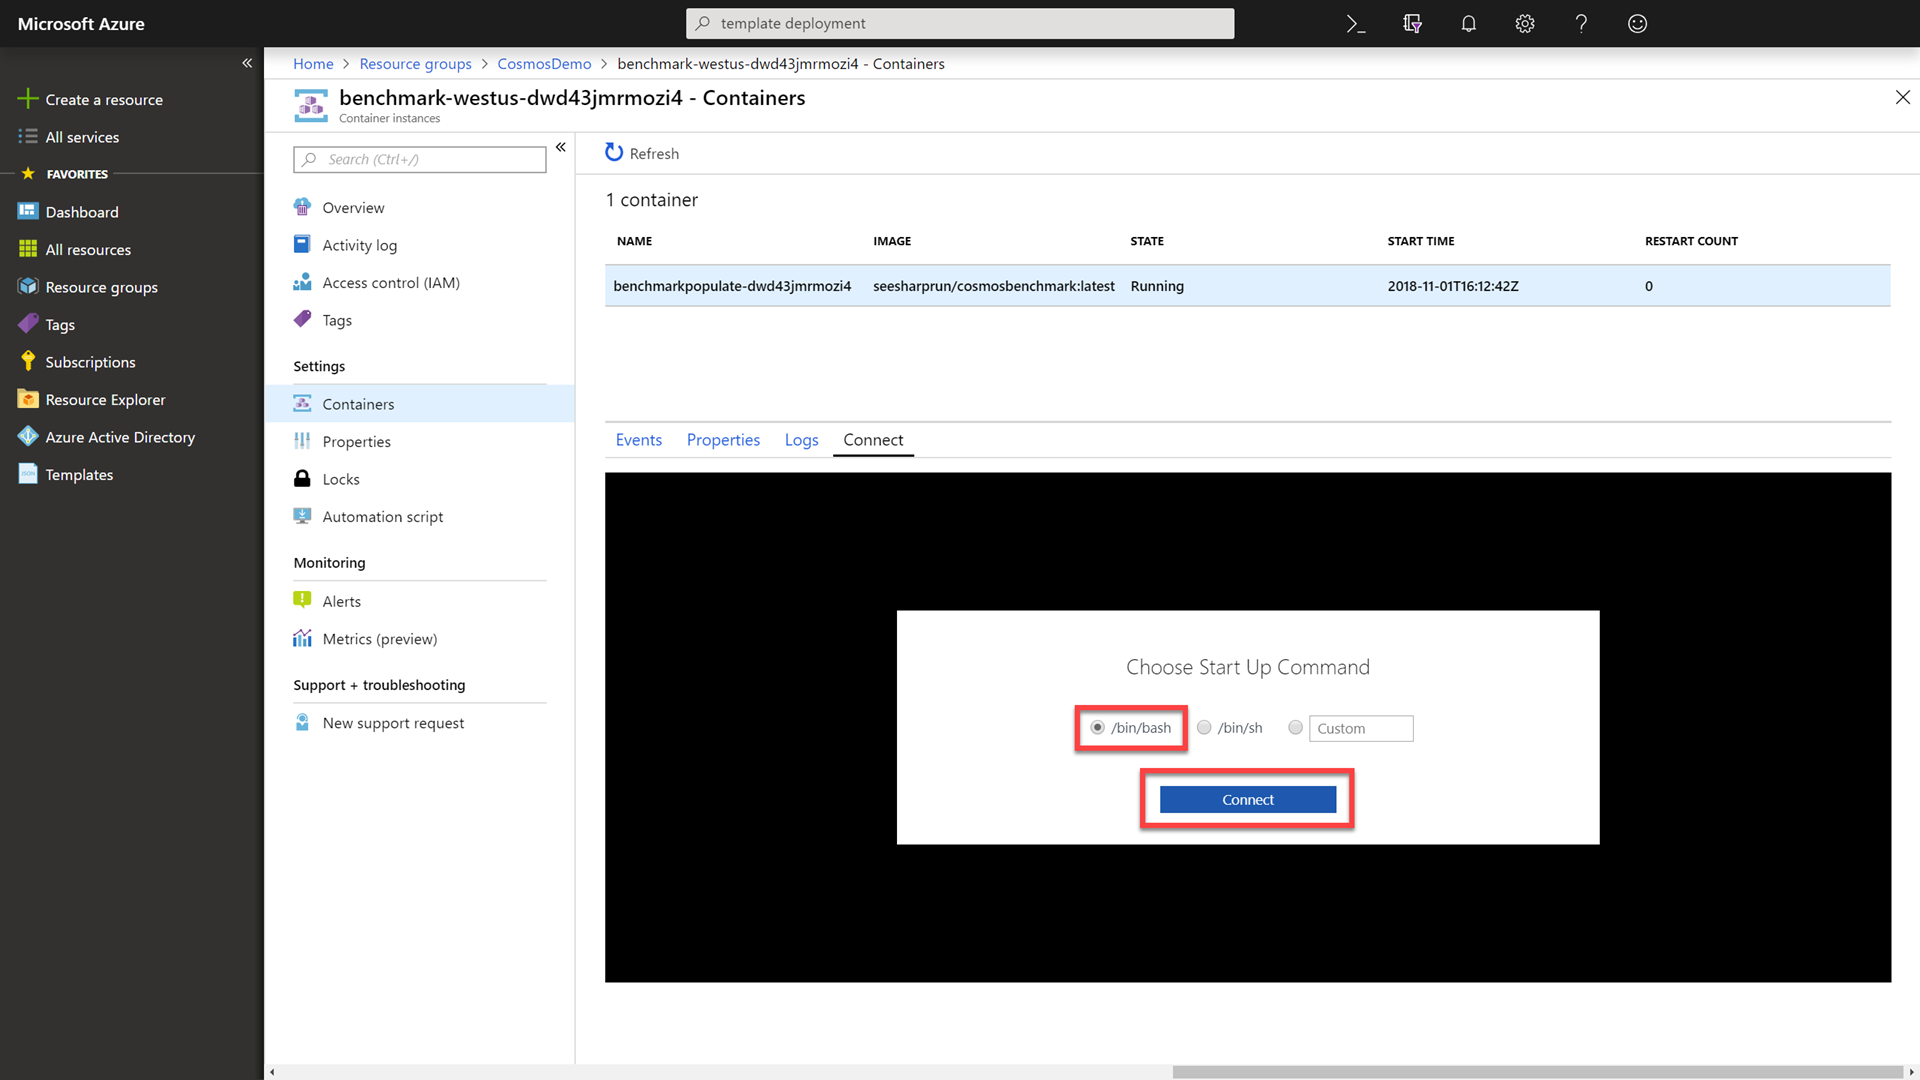 Microsoft Azure
template deployment
Create a resource
All services
FAVORITES
Dashboard
All resources
Resource groups
Tags
Subscriptions
Resource Explorer
Azure Active Directory
Templates
Home > Resource groups > CosmosDemo > benchmark-westus-dwd43jmrmozi4 - Containers
benchmark-westus-dwd43jmrmozi4 - Containers
Container instances
Search (Ctrl+/)
Overview
Activity log
Access control (IAM)
Tags
Settings
Containers
Properties
Locks
Automation script
Monitoring
Alerts
Metrics (preview)
Support + troubleshooting
New support request
Refresh
1 container
NAME IMAGE STATE START TIME RESTART COUNT
benchmarkpopulate-dwd43jmrmozi4 seesharprun/cosmosbenchmark:latest Running 2018-11-01T16:12:42Z 0
Events Properties Logs Connect
Choose Start Up Command
/bin/bash /bin/sh Custom
Connect